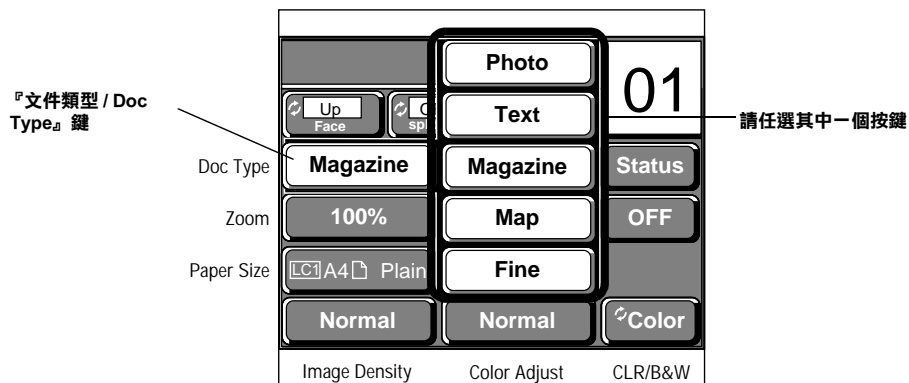 Photo
01
『文件類型 / Doc
Type』鍵
Up
Face
Text
請任選其中一個按鍵
Doc Type
Magazine
Magazine
Status
Zoom
100%
Map
OFF
Paper Size
LC1 A4 Plain
Fine
Normal
Normal
Color
Image Density
Color Adjust
CLR/B&W